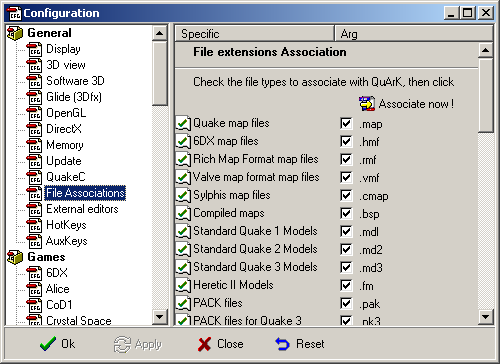 Configuration
General
Display
3D view
Software 3D
Glide (3Dfx)
OpenGL
DirectX
Memory
Update
QuakeC
File Associations
External editors
HotKeys
AuxKeys
Games
6DX
Alice
CoD1
Crystal Space
Specific Arg
File extensions Association
Check the file types to associate with QuArK, then click
Associate now !
Quake map files .map
6DX map files .hmf
Rich Map Format map files .rmf
Valve map format map files .vmf
Sylphis map files .cmap
Compiled maps .bsp
Standard Quake 1 Models .mdl
Standard Quake 2 Models .md2
Standard Quake 3 Models .md3
Heretic II Models .fm
PACK files .pak
PACK files for Quake 3 .pk3
Ok Apply Close Reset